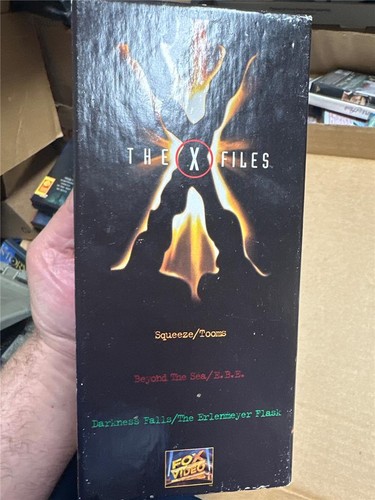 THE X FILES
Squeeze/Tooms
Beyond The Sea/E.B.E.
Darkness Falls/The Erlenmeyer Flask
FOX
VIDEO